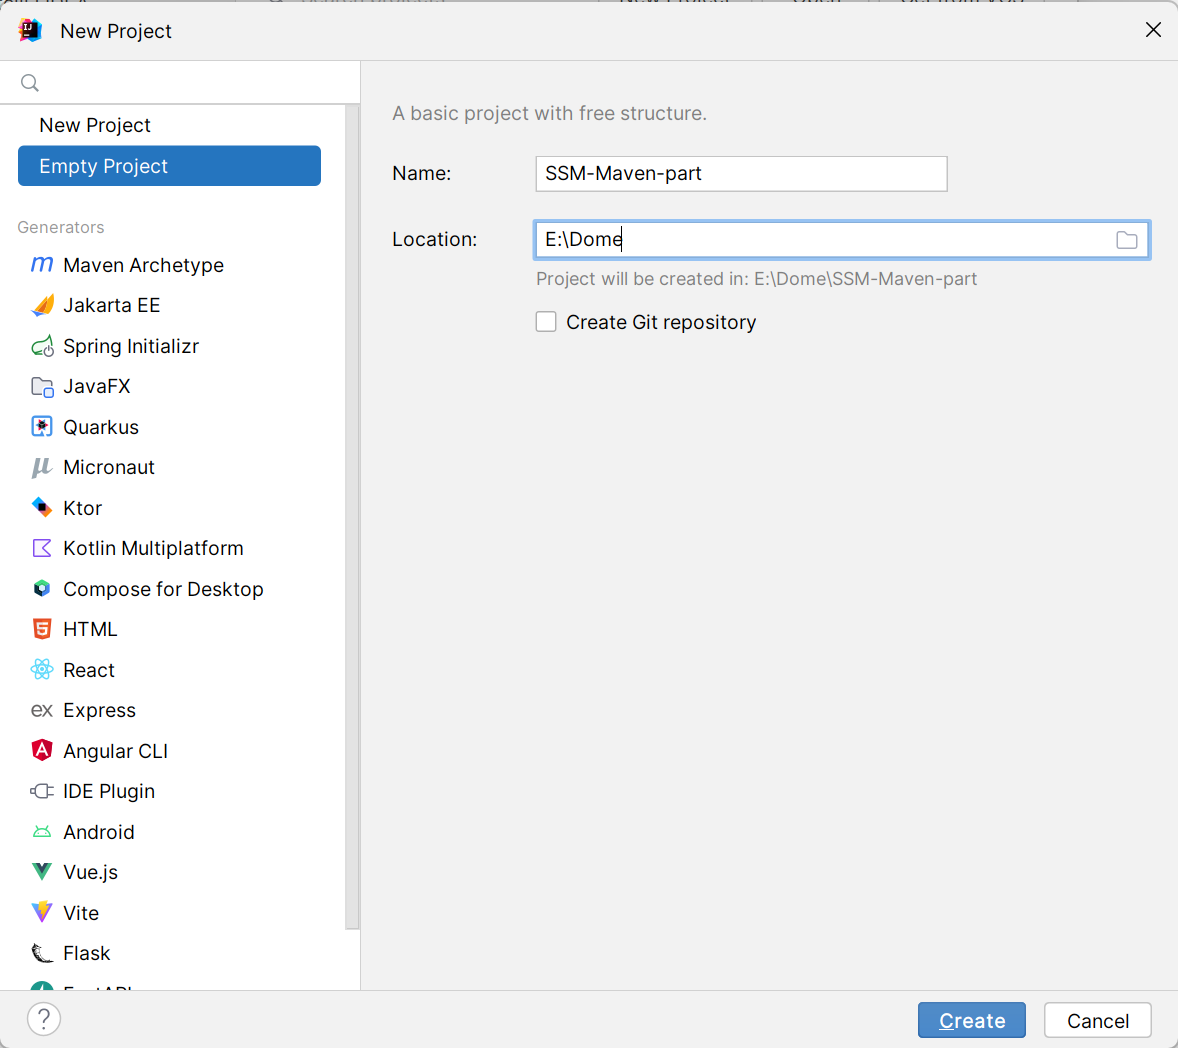 New Project
New Project
Empty Project
Generators
Maven Archetype
Jakarta EE
Spring Initializr
JavaFX
Quarkus
Micronaut
Ktor
Kotlin Multiplatform
Compose for Desktop
HTML
React
ex Express
Angular CLI
IDE Plugin
Android
Vue.js
Vite
Flask
A basic project with free structure.
Name: SSM-Maven-part
Location: E:\Dome
Project will be created in: E:\Dome\SSM-Maven-part
Create Git repository
?
Create
Cancel